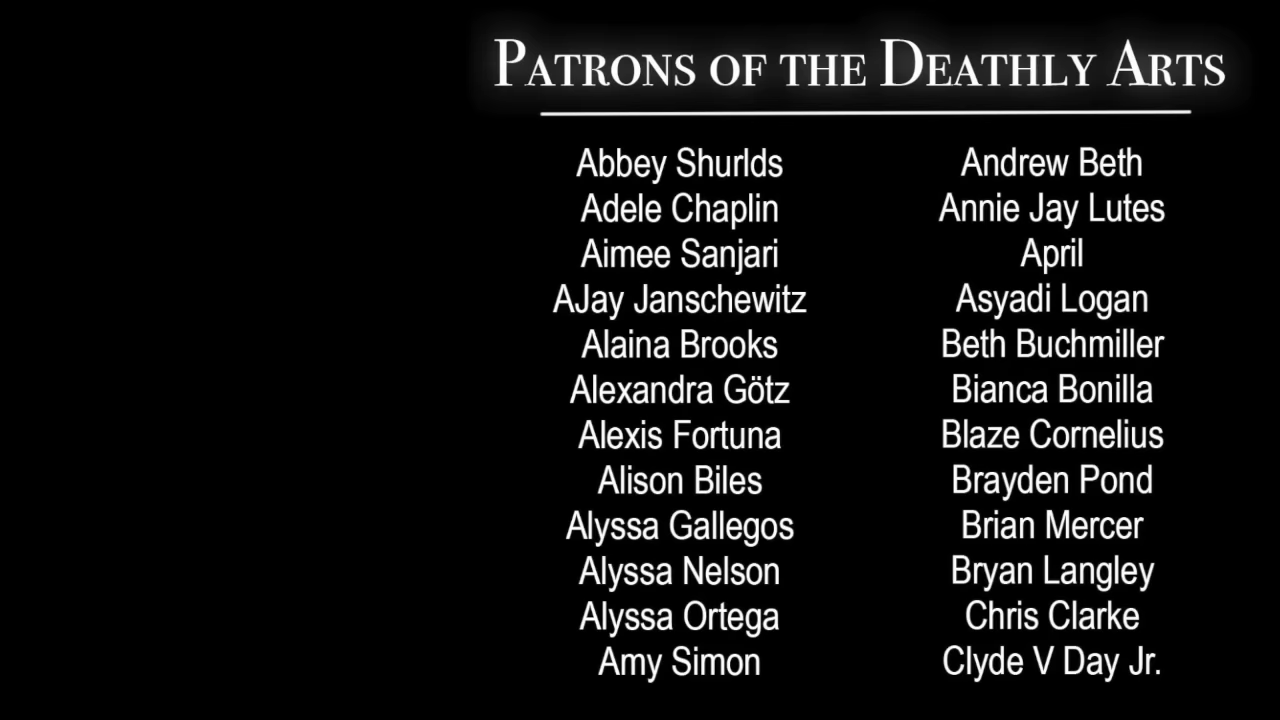 Patrons of the Deathly Arts
Abbey Shurlds
Adele Chaplin
Aimee Sanjari
AJay Janschewitz
Alaina Brooks
Alexandra Götz
Alexis Fortuna
Alison Biles
Alyssa Gallegos
Alyssa Nelson
Alyssa Ortega
Amy Simon
Andrew Beth
Annie Jay Lutes
April
Asyadi Logan
Beth Buchmiller
Bianca Bonilla
Blaze Cornelius
Brayden Pond
Brian Mercer
Bryan Langley
Chris Clarke
Clyde V Day Jr.